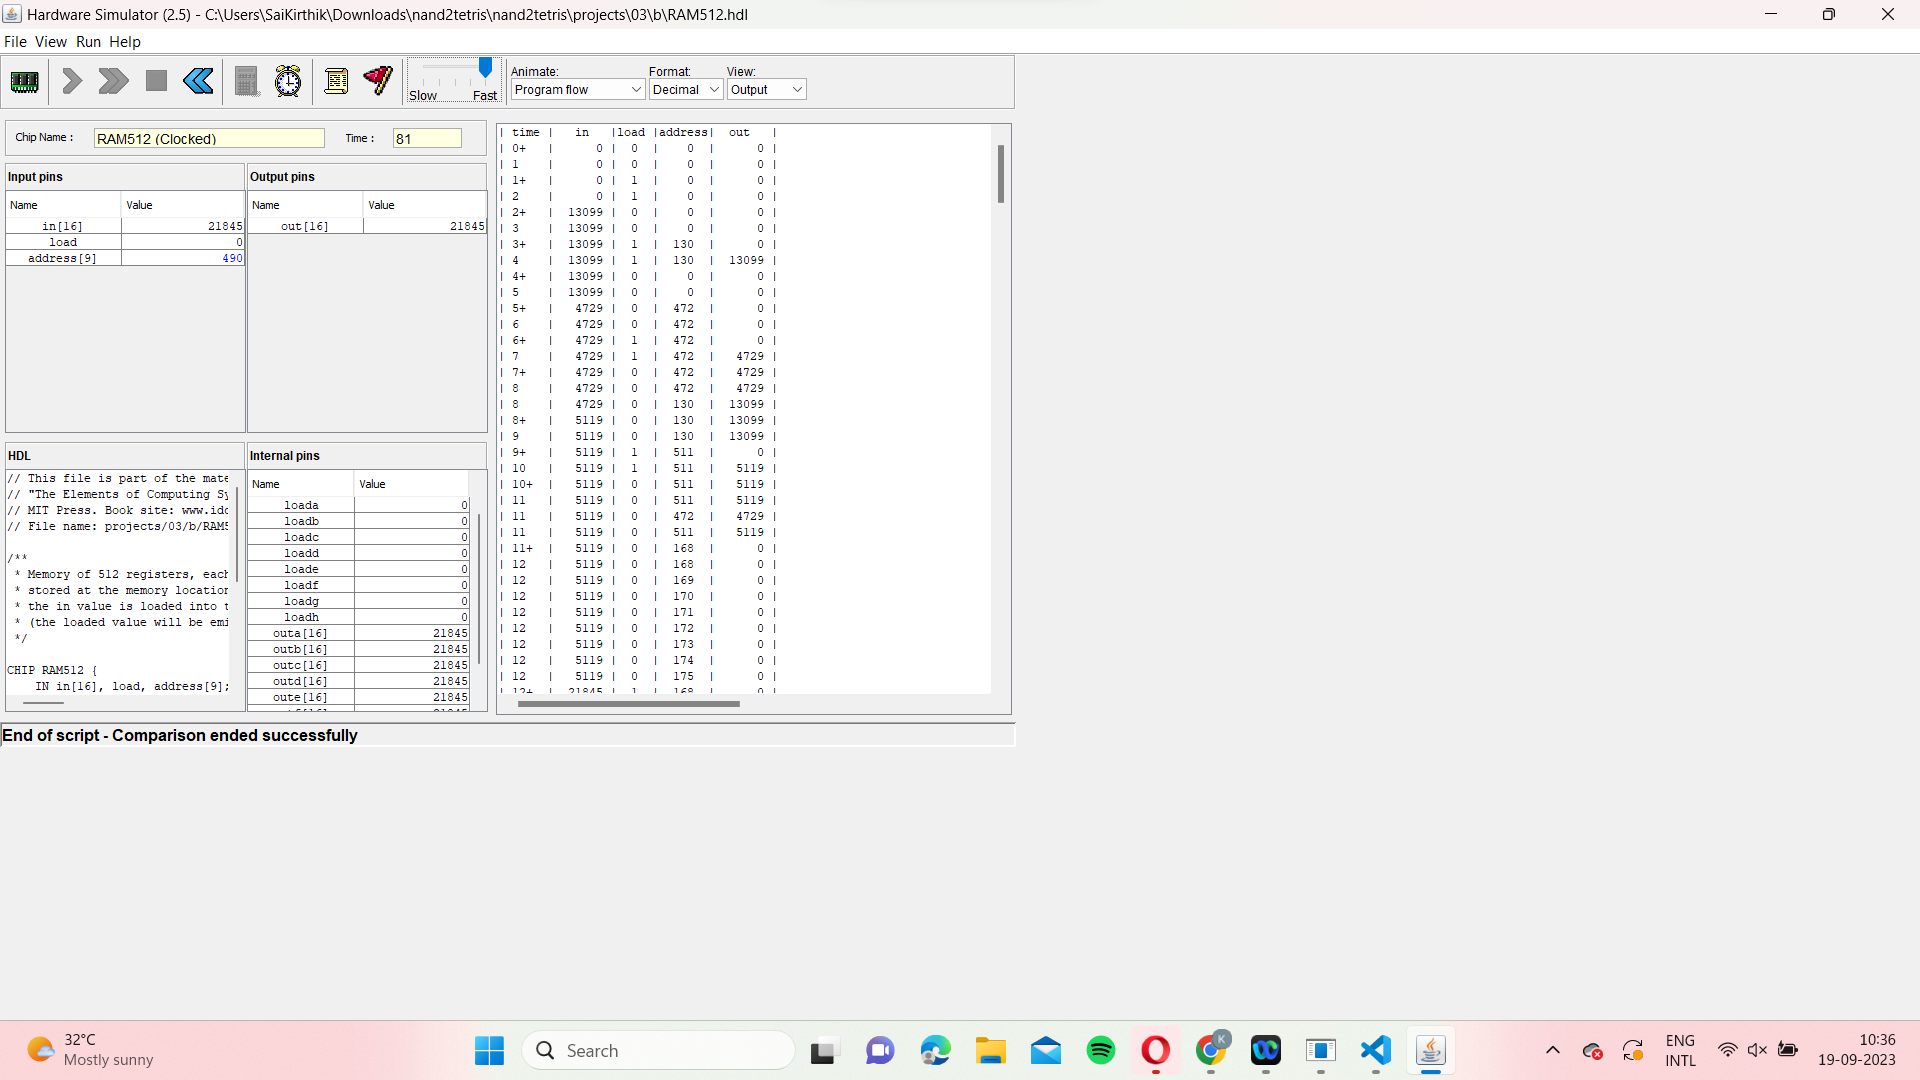 Hardware Simulator (2.5) - C:\Users\SaiKirthik\Downloads\nand2tetris\nand2tetris\projects\03\b\RAM512.hdl
File View Run Help
Animate: Format: View:
Program flow Decimal Output
Slow Fast
Chip Name : RAM512 (Clocked) Time : 81
Input pins
Name Value
in[16] 21845
load 0
address[9] 490
Output pins
Name Value
out[16] 21845
HDL
// This file is part of the mate
// "The Elements of Computing Sy
// MIT Press. Book site: www.idc
// File name: projects/03/b/RAM5
/**
* Memory of 512 registers, each
* stored at the memory location
* the in value is loaded into t
* (the loaded value will be emi
*/
CHIP RAM512 {
IN in[16], load, address[9];
Internal pins
Name Value
loada 0
loadb 0
loadc 0
loadd 0
loade 0
loadf 0
loadg 0
loadh 0
outa[16] 21845
outb[16] 21845
outc[16] 21845
outd[16] 21845
oute[16] 21845
| time | in |load |address| out |
| 0+ | 0 | 0 | 0 | 0 |
| 1 | 0 | 0 | 0 | 0 |
| 1+ | 0 | 1 | 0 | 0 |
| 2 | 0 | 1 | 0 | 0 |
| 2+ | 13099 | 0 | 0 | 0 |
| 3 | 13099 | 0 | 0 | 0 |
| 3+ | 13099 | 1 | 130 | 0 |
| 4 | 13099 | 1 | 130 | 13099 |
| 4+ | 13099 | 0 | 0 | 0 |
| 5 | 13099 | 0 | 0 | 0 |
| 5+ | 4729 | 0 | 472 | 0 |
| 6 | 4729 | 0 | 472 | 0 |
| 6+ | 4729 | 1 | 472 | 0 |
| 7 | 4729 | 1 | 472 | 4729 |
| 7+ | 4729 | 0 | 472 | 4729 |
| 8 | 4729 | 0 | 472 | 4729 |
| 8 | 4729 | 0 | 130 | 13099 |
| 8+ | 5119 | 0 | 130 | 13099 |
| 9 | 5119 | 0 | 130 | 13099 |
| 9+ | 5119 | 1 | 511 | 0 |
| 10 | 5119 | 1 | 511 | 5119 |
| 10+ | 5119 | 0 | 511 | 5119 |
| 11 | 5119 | 0 | 511 | 5119 |
| 11 | 5119 | 0 | 472 | 4729 |
| 11 | 5119 | 0 | 511 | 5119 |
| 11+ | 5119 | 0 | 168 | 0 |
| 12 | 5119 | 0 | 168 | 0 |
| 12 | 5119 | 0 | 169 | 0 |
| 12 | 5119 | 0 | 170 | 0 |
| 12 | 5119 | 0 | 171 | 0 |
| 12 | 5119 | 0 | 172 | 0 |
| 12 | 5119 | 0 | 173 | 0 |
| 12 | 5119 | 0 | 174 | 0 |
| 12 | 5119 | 0 | 175 | 0 |
| 12+ | 21845 | 1 | 168 | 0 |
End of script - Comparison ended successfully
32°C
Mostly sunny
Search
K
ENG
INTL
10:36
19-09-2023